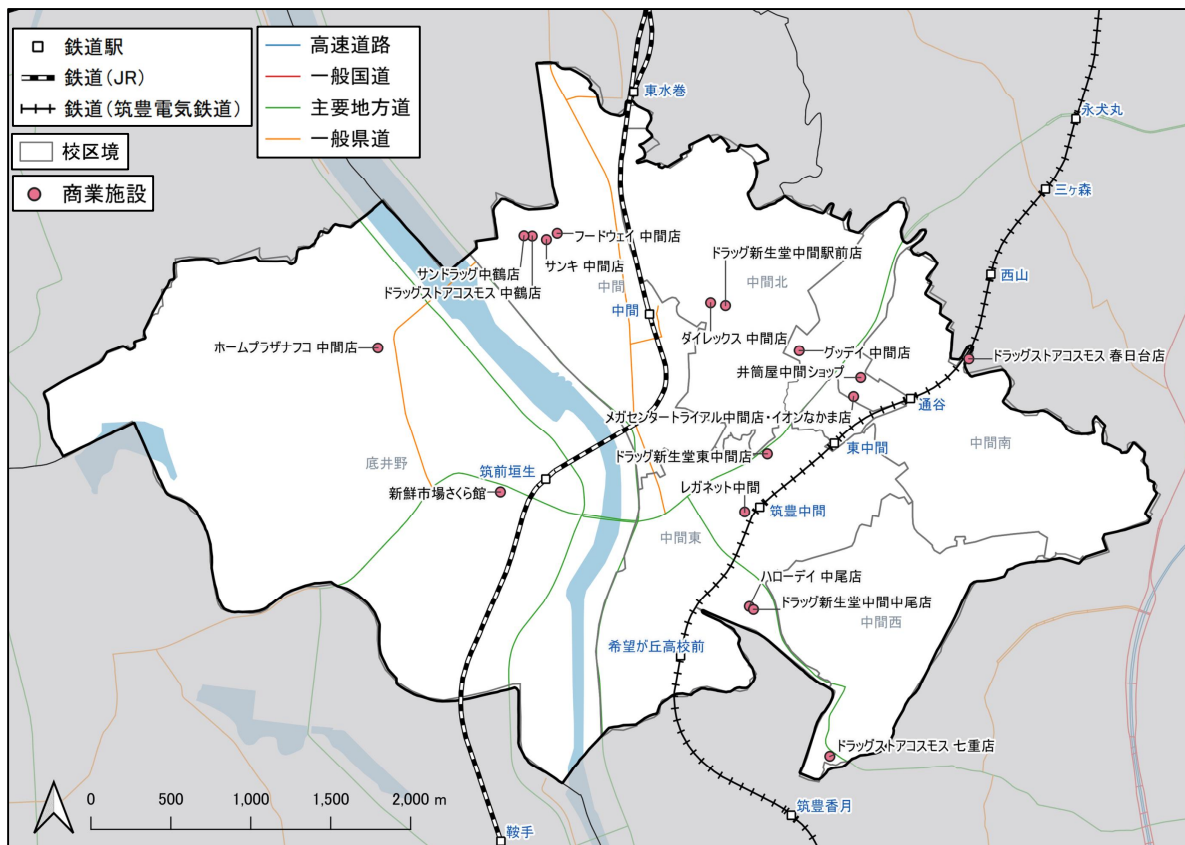 鉄道駅
鉄道(JR)
鉄道(筑豊電気鉄道)
校区境
商業施設
高速道路
一般国道
主要地方道
一般県道
東水巻
永犬丸
三ヶ森
西山
フードウェイ 中間店
サンキ 中間店
サンドラッグ中鶴店
ドラッグストアコスモス 中鶴店
中間
ドラッグ新生堂中間駅前店
中間北
中間
ダイレックス 中間店
ホームプラザナフコ 中間店
グッデイ 中間店
ドラッグストアコスモス 春日台店
井筒屋中間ショップ
通谷
メガセンタートライアル中間店・イオンなかま店
東中間
中間南
ドラッグ新生堂東中間店
底井野
筑前垣生
新鮮市場さくら館
レガネット中間
筑豊中間
中間東
ハローデイ 中尾店
ドラッグ新生堂中間中尾店
中間西
希望が丘高校前
ドラッグストアコスモス 七重店
筑豊香月
鞍手
0 500 1,000 1,500 2,000 m